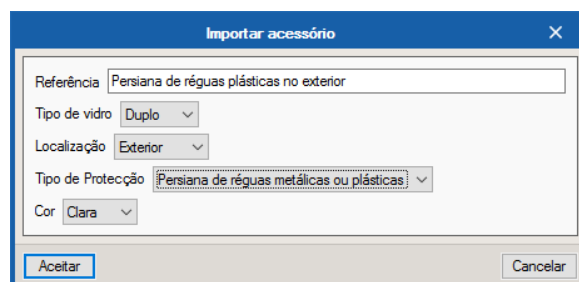 Importar acessório
Referência Persiana de réguas plásticas no exterior
Tipo de vidro Duplo
Localização Exterior
Tipo de Protecção Persiana de réguas metálicas ou plásticas
Cor Clara
Aceitar Cancelar